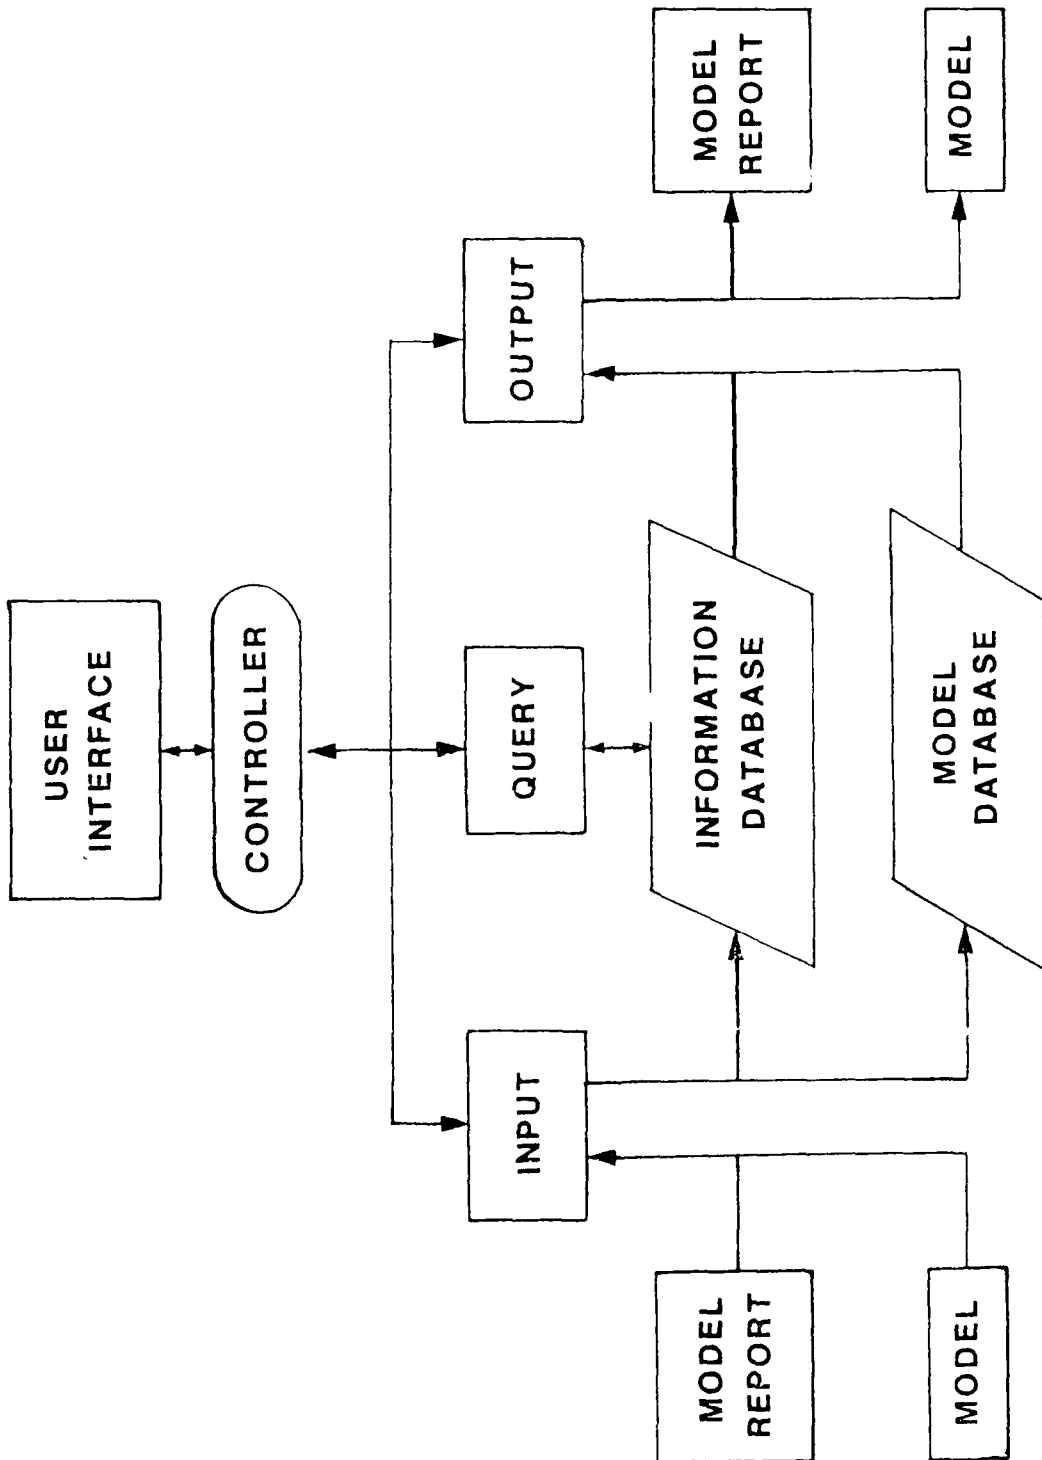 USER
INTERFACE
CONTROLLER
INPUT
QUERY
OUTPUT
MODEL
REPORT
INFORMATION
DATABASE
MODEL
REPORT
MODEL
MODEL
DATABASE
MODEL